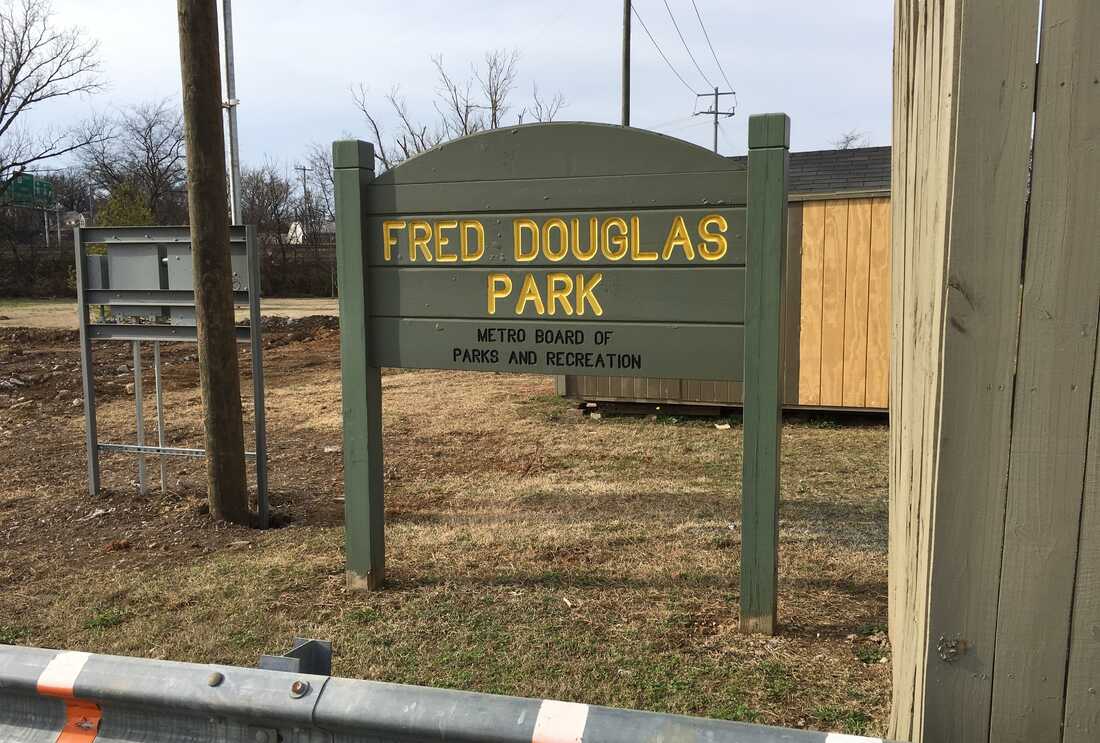 FRED DOUGLAS
PARK
METRO BOARD OF
PARKS AND RECREATION